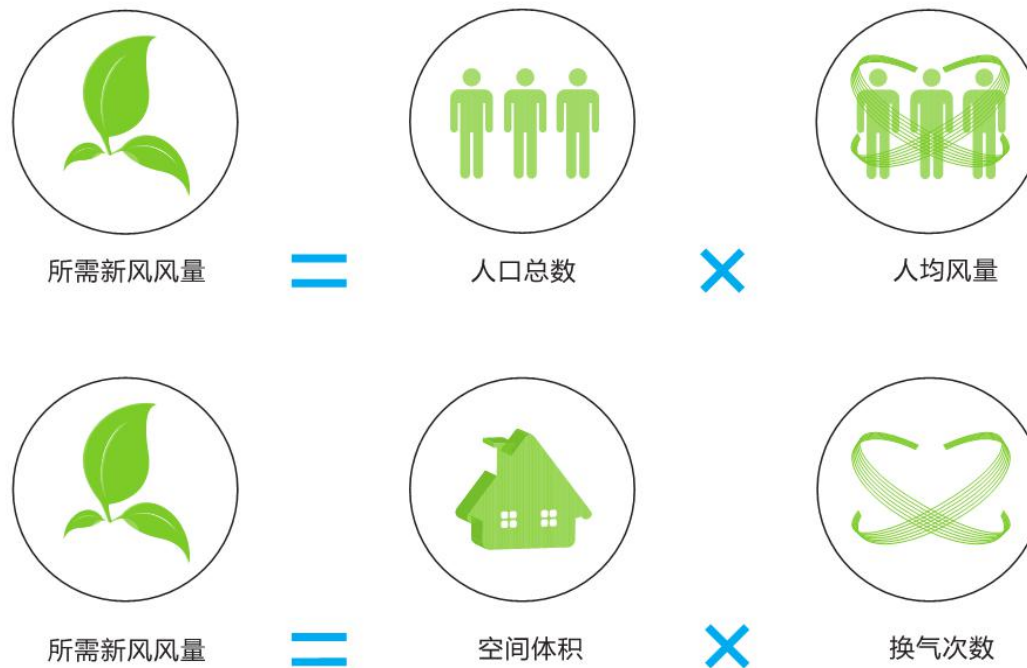 所需新风风量 = 人口总数 × 人均风量
所需新风风量 = 空间体积 × 换气次数